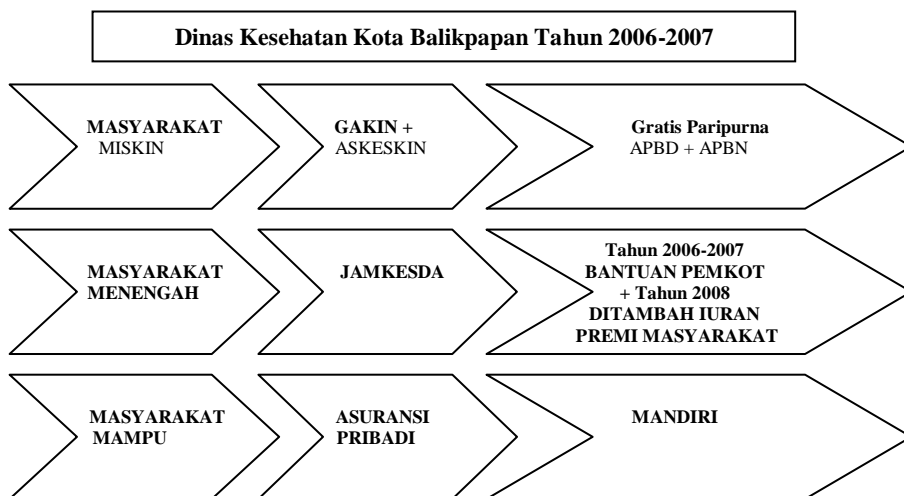 Dinas Kesehatan Kota Balikpapan Tahun 2006-2007
MASYARAKAT
MISKIN
GAKIN +
ASKESKIN
Gratis Paripurna
APBD + APBN
MASYARAKAT
MENENGAH
JAMKESDA
Tahun 2006-2007
BANTUAN PEMKOT
+ Tahun 2008
DITAMBAH IURAN
PREMI MASYARAKAT
MASYARAKAT
MAMPU
ASURANSI
PRIBADI
MANDIRI